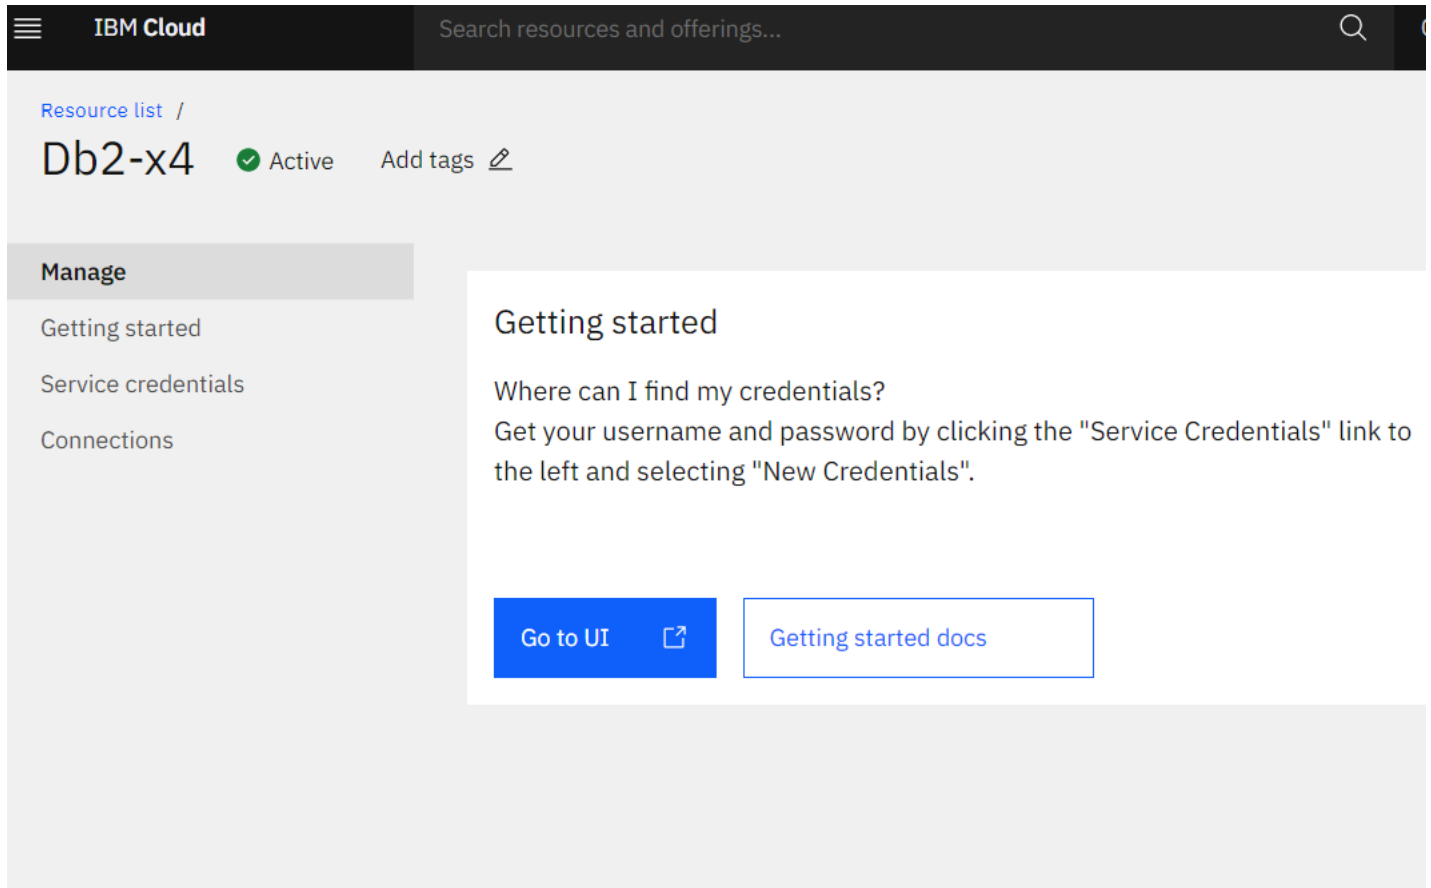 IBM Cloud
Search resources and offerings...
Resource list /
Db2-x4
Active
Add tags
Manage
Getting started
Service credentials
Connections
Getting started
Where can I find my credentials?
Get your username and password by clicking the "Service Credentials" link to
the left and selecting "New Credentials".
Go to UI
Getting started docs